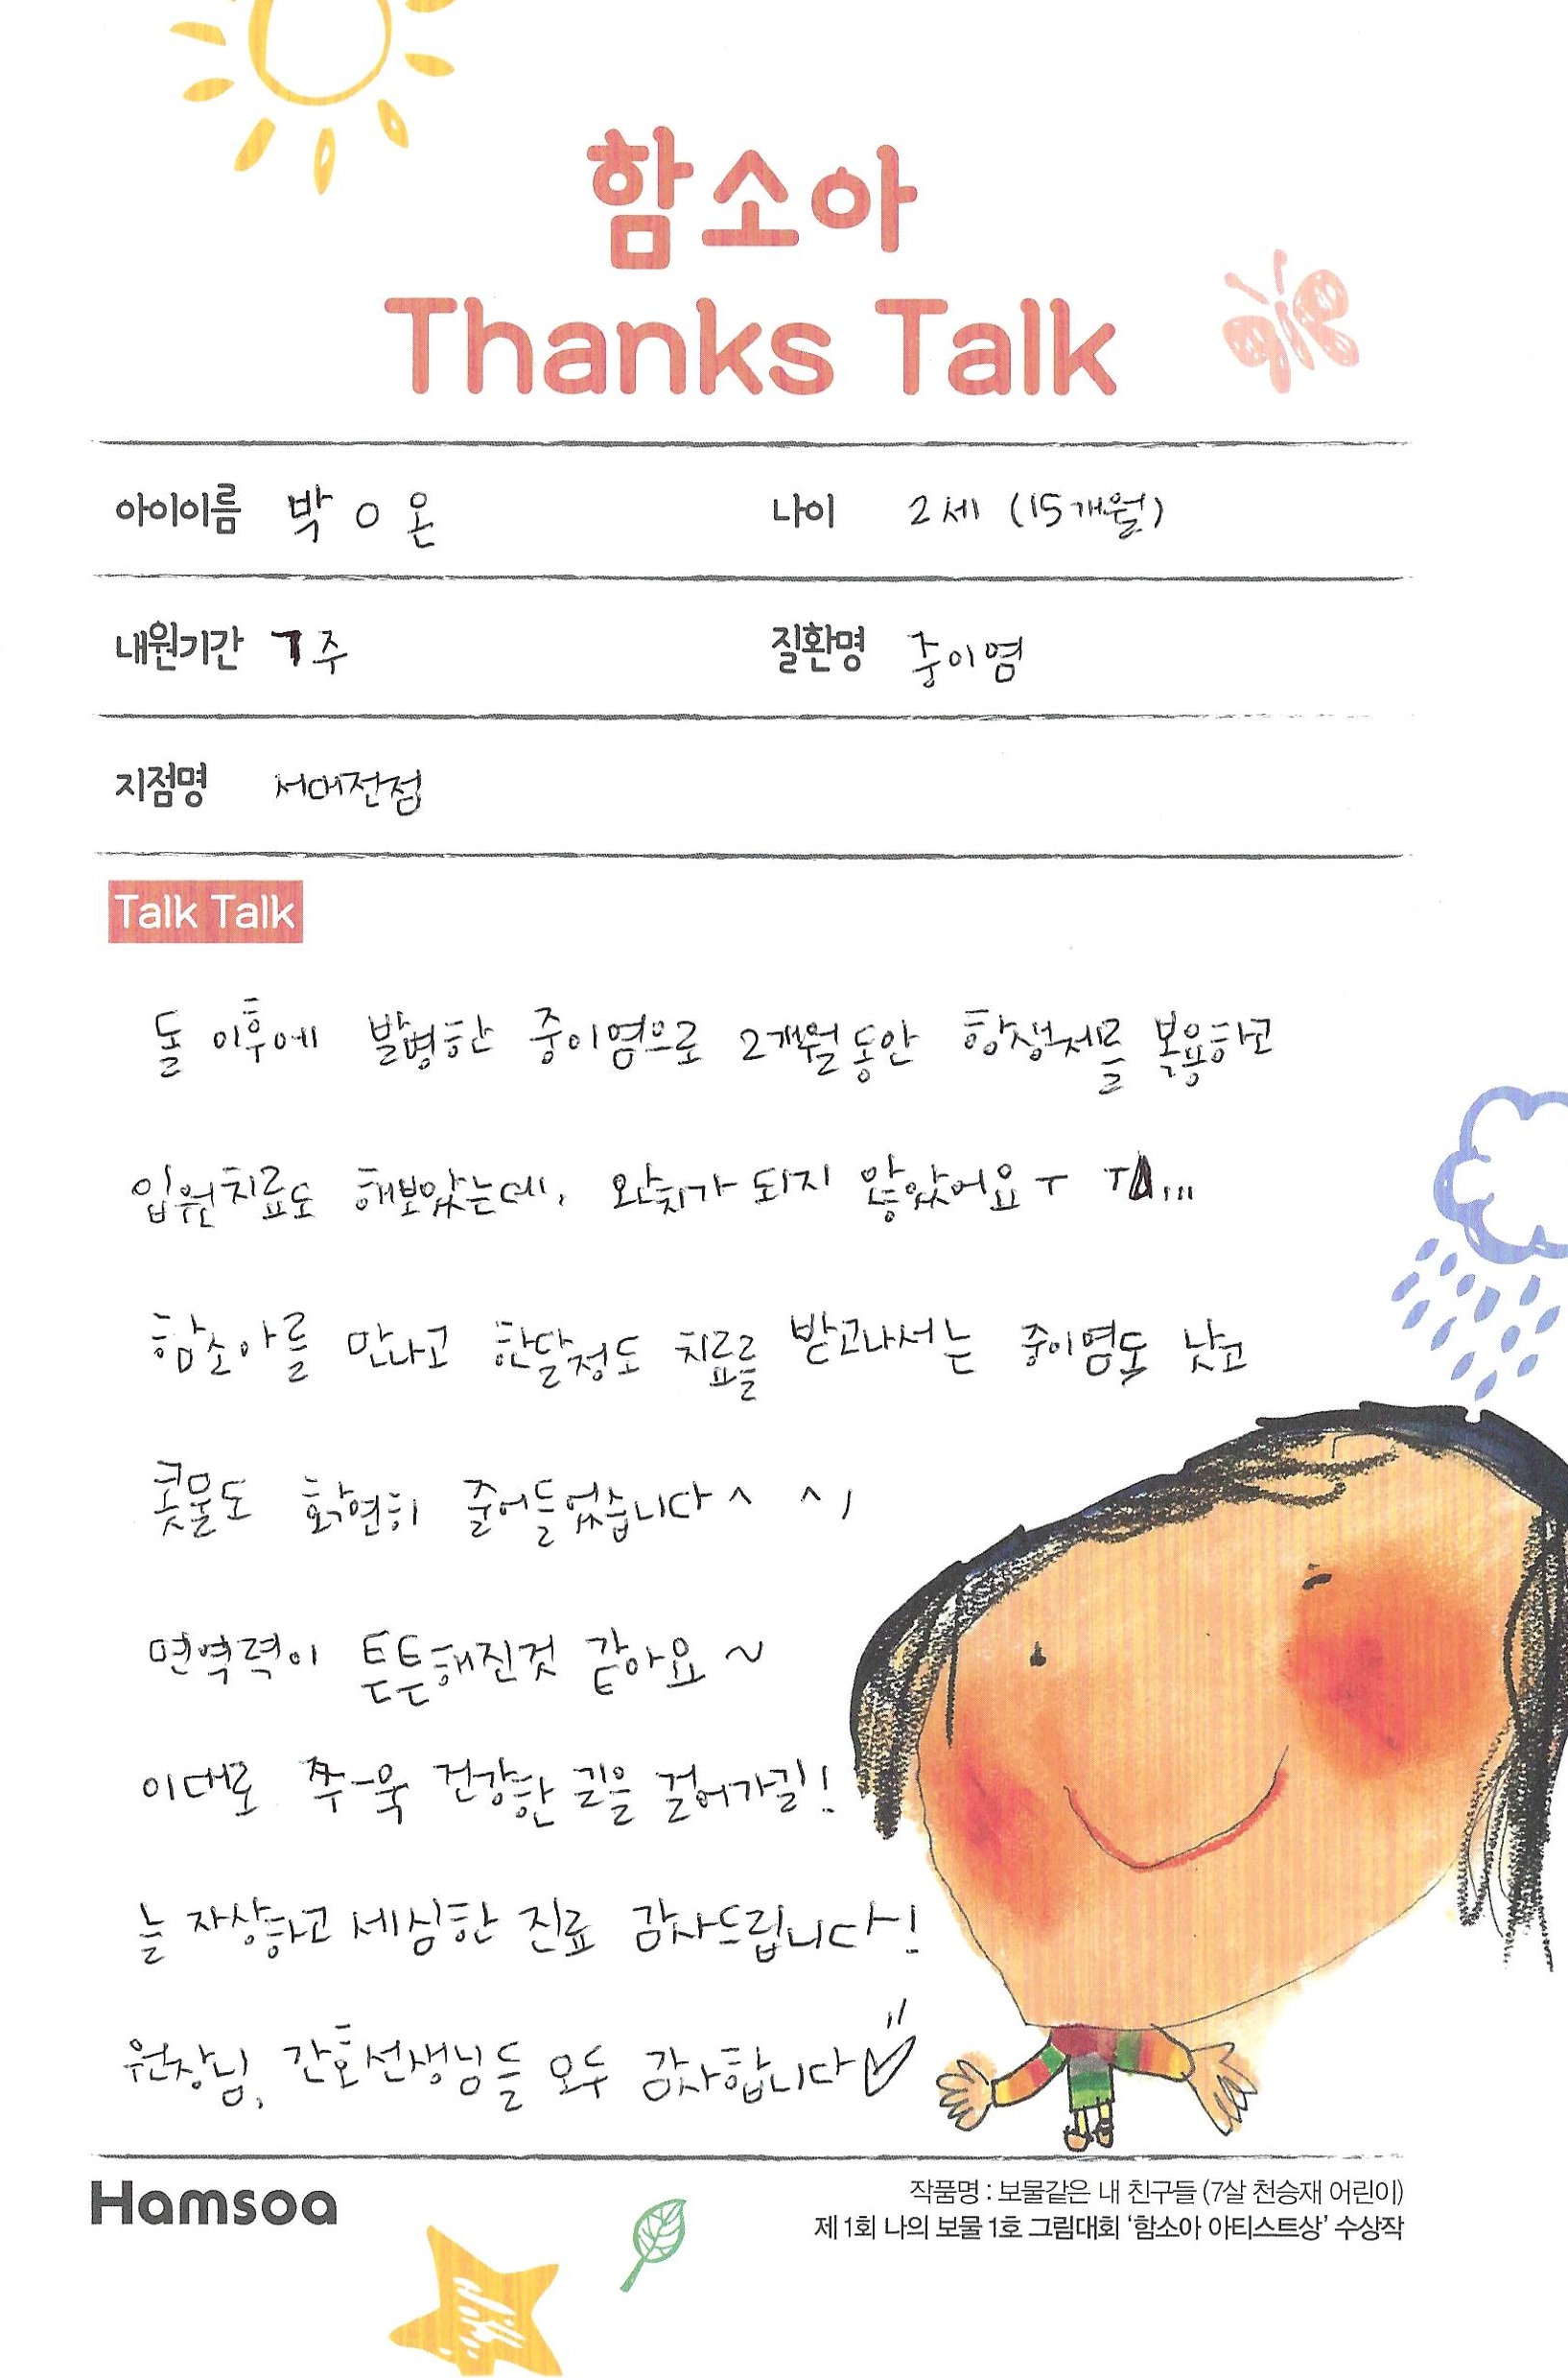 함소아
Thanks Talk
아이이름 박 O 온 나이 2세 (15개월)
내원기간 7주 질환명 중이염
지점명 서대전점
Talk Talk
돌 이후에 발병한 중이염으로 2개월동안 항생제를 복용하고
입원치료도 해보았는데, 완치가 되지 않았어요ㅜ ㅜ...
함소아를 만나고 한달정도 치료를 받고나서는 중이염도 낫고
콧물도 확연히 줄어들었습니다^ ^,
면역력이 튼튼해진것 같아요~
이대로 쭈-욱 건강한 길을 걸어가길!
늘 자상하고 세심한 진료 감사드립니다!
원장님, 간호선생님들 모두 감사합니다♡
Hamsoa
작품명 : 보물같은 내 친구들 (7살 천승재 어린이)
제 1회 나의 보물 1호 그림대회 ‘함소아 아티스트상’ 수상작